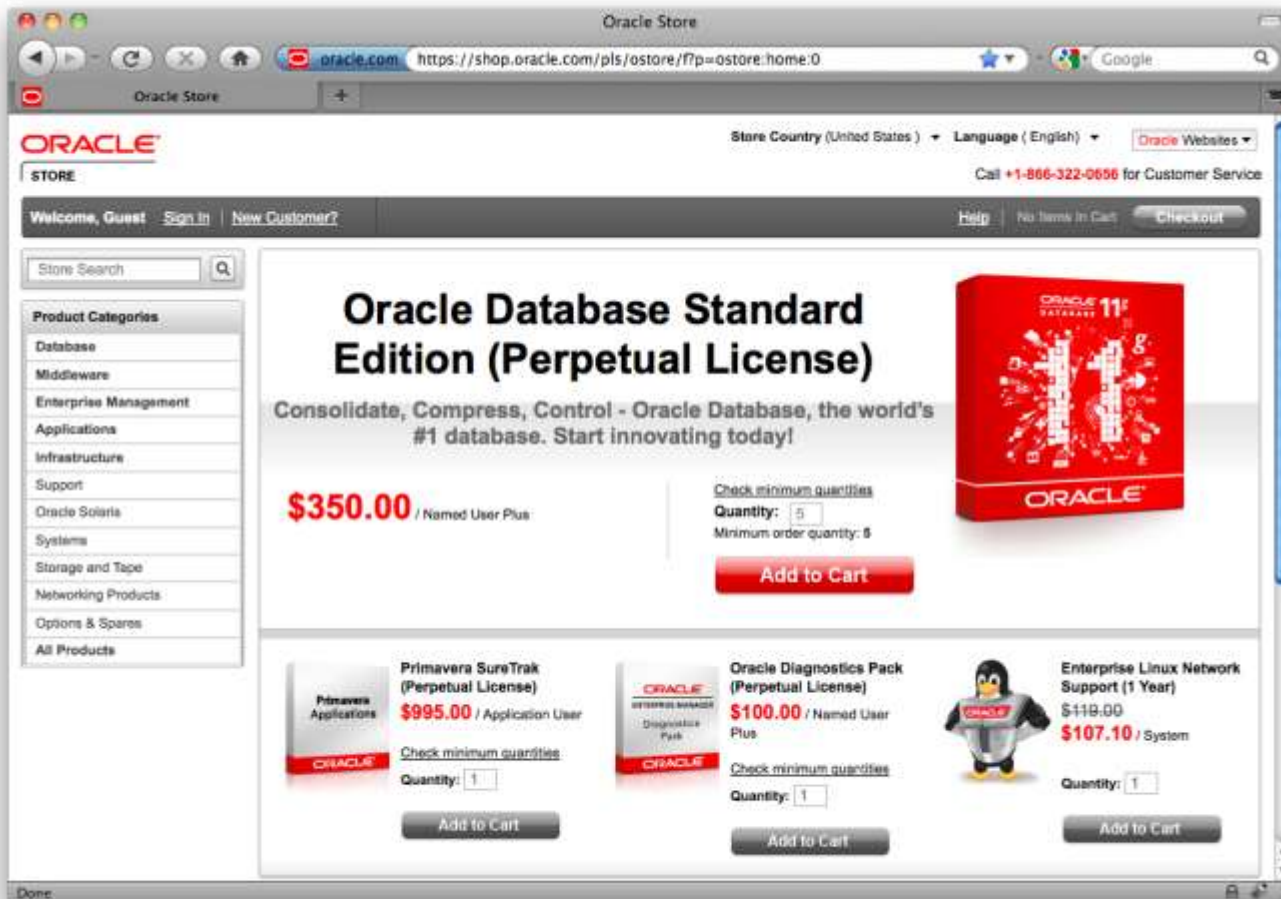 Oracle Store
oracle.com https://shop.oracle.com/pls/ostore/f?p=ostore:home:0
Google
Oracle Store +
ORACLE
STORE
Store Country (United States ) Language ( English) Oracle Websites
Call +1-866-322-0656 for Customer Service
Welcome, Guest Sign In | New Customer?
Help | No Items in Cart Checkout
Store Search
Product Categories
Database
Middleware
Enterprise Management
Applications
Infrastructure
Support
Oracle Solaris
Systems
Storage and Tape
Networking Products
Options & Spares
All Products
Oracle Database Standard
Edition (Perpetual License)
Consolidate, Compress, Control - Oracle Database, the world's
#1 database. Start innovating today!
$350.00 / Named User Plus
Check minimum quantities
Quantity: 5
Minimum order quantity: 5
Add to Cart
ORACLE
DATABASE 11g
g
ORACLE
Primavera
Applications
ORACLE
Primavera SureTrak
(Perpetual License)
$995.00 / Application User
Check minimum quantities
Quantity: 1
Add to Cart
ORACLE
ENTERPRISE MANAGER
Diagnostics
Pack
ORACLE
Oracle Diagnostics Pack
(Perpetual License)
$100.00 / Named User
Plus
Check minimum quantities
Quantity: 1
Add to Cart
ORACLE
Enterprise Linux Network
Support (1 Year)
$119.00
$107.10 / System
Quantity: 1
Add to Cart
Done